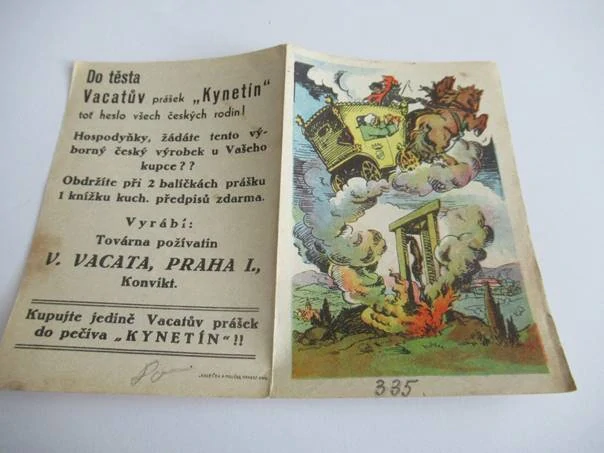 Do těsta
Vacatův prášek „Kynetín"
toť heslo všech českých rodin!
Hospodyňky, žádáte tento vý-
borný český výrobek u Vašeho
kupce??
Obdržíte při 2 balíčkách prášku
1 knížku kuch. předpisů zdarma.
Vyrábí:
Továrna poživatin
V. VACATA, PRAHA I.,
Konvikt.
Kupujte jedině Vacatův prášek
do pečiva „KYNETÍN"!!
335